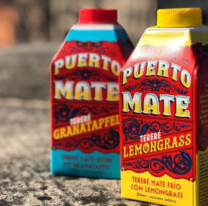 PUERTO
MATE
TERERÉ
GRANATAPFEL
PUERTO
MATE
TERERÉ
LEMONGRASS
TERERÉ MATE FRÍO
CON LEMONGRASS